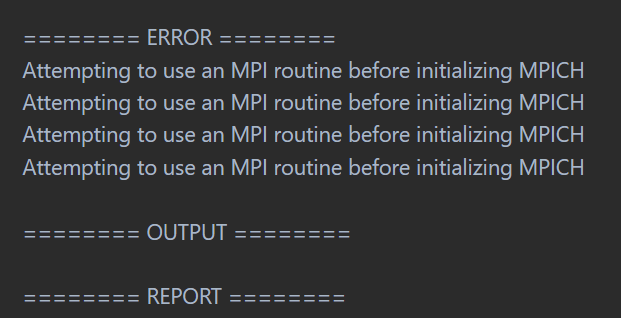 ======== ERROR ========
Attempting to use an MPI routine before initializing MPICH
Attempting to use an MPI routine before initializing MPICH
Attempting to use an MPI routine before initializing MPICH
Attempting to use an MPI routine before initializing MPICH
======== OUTPUT ========
======== REPORT ========